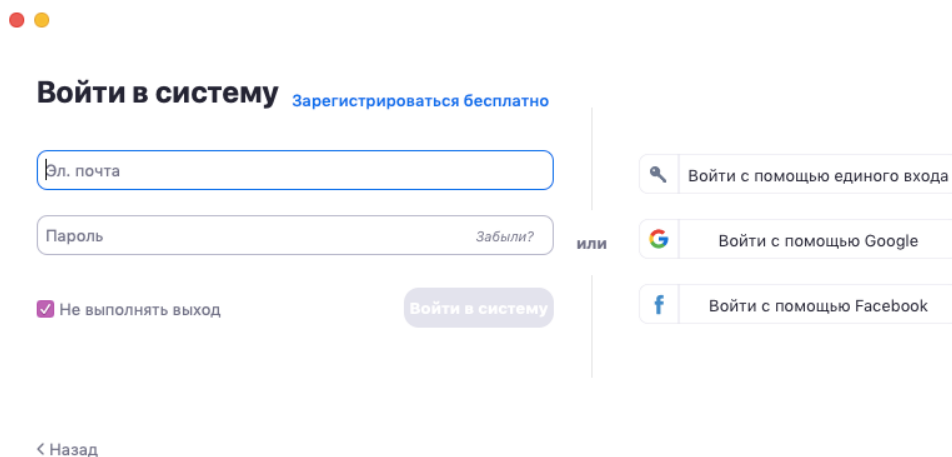 Войти в систему Зарегистрироваться бесплатно
Эл. почта
Пароль Забыли?
Не выполнять выход Войти в систему
или
Войти с помощью единого входа
Войти с помощью Google
Войти с помощью Facebook
Назад